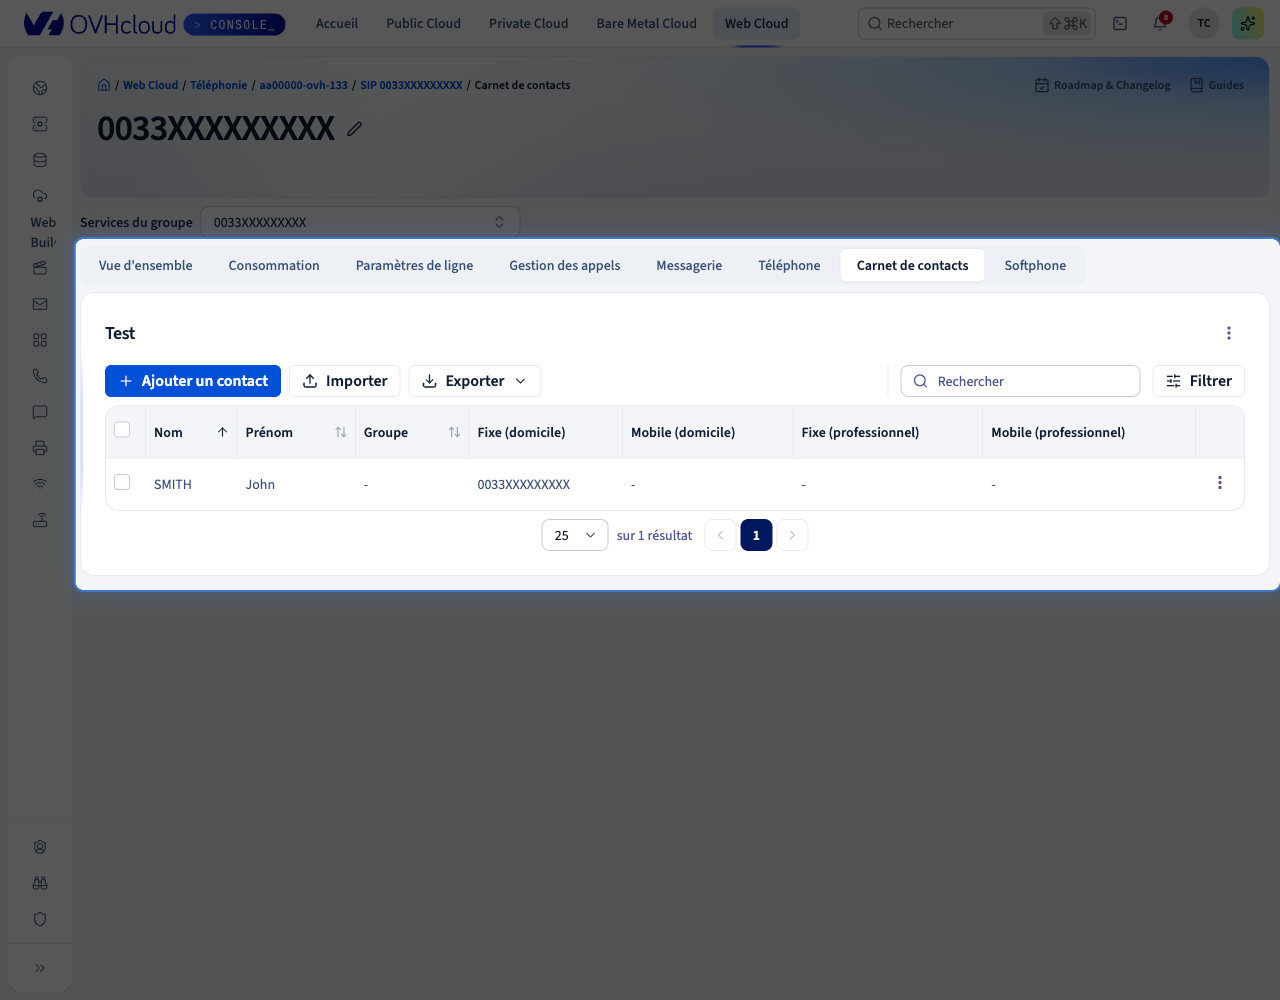 OVHcloud > CONSOLE_ Accueil Public Cloud Private Cloud Bare Metal Cloud Web Cloud Rechercher ⇧⌘K 8 TC
/ Web Cloud / Téléphonie / aa00000-ovh-133 / SIP 0033XXXXXXXXX / Carnet de contacts Roadmap & Changelog Guides
0033XXXXXXXXX
Web
Buil
Services du groupe 0033XXXXXXXXX
Vue d'ensemble Consommation Paramètres de ligne Gestion des appels Messagerie Téléphone Carnet de contacts Softphone
Test
Ajouter un contact Importer Exporter Rechercher Filtrer
Nom Prénom Groupe Fixe (domicile) Mobile (domicile) Fixe (professionnel) Mobile (professionnel)
SMITH John - 0033XXXXXXXXX - - -
25 sur 1 résultat 1